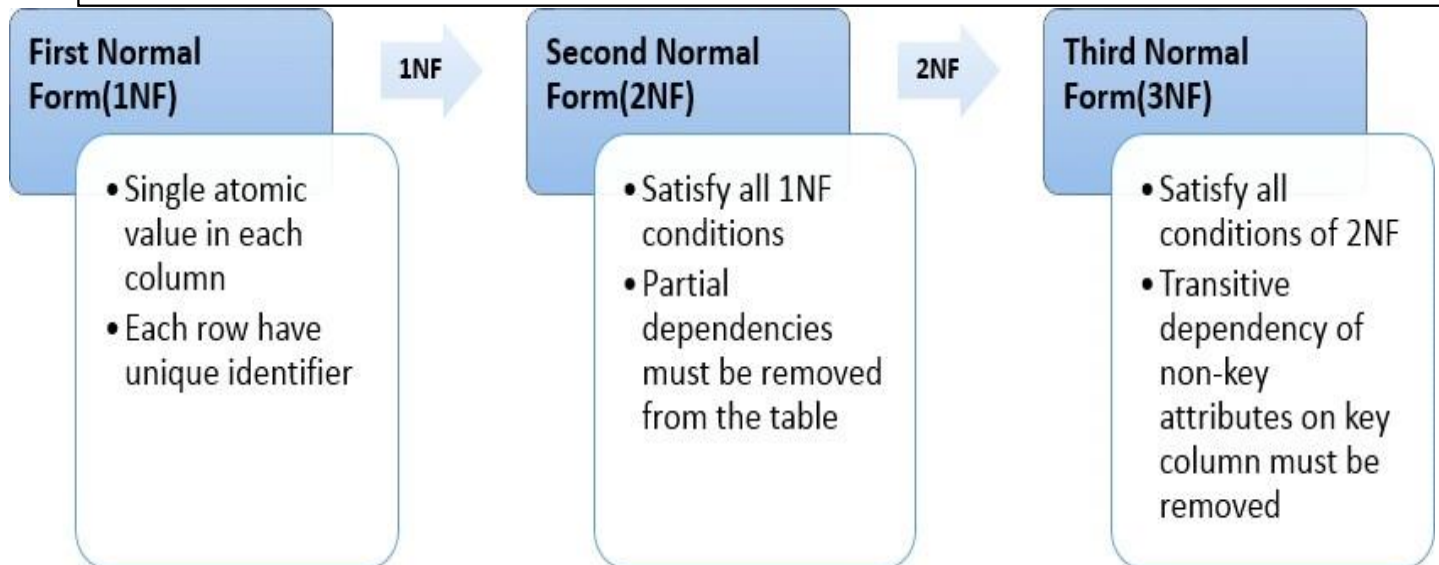 First Normal
Form(1NF)
• Single atomic
value in each
column
• Each row have
unique identifier
1NF
Second Normal
Form(2NF)
• Satisfy all 1NF
conditions
• Partial
dependencies
must be removed
from the table
2NF
Third Normal
Form(3NF)
• Satisfy all
conditions of 2NF
• Transitive
dependency of
non-key
attributes on key
column must be
removed